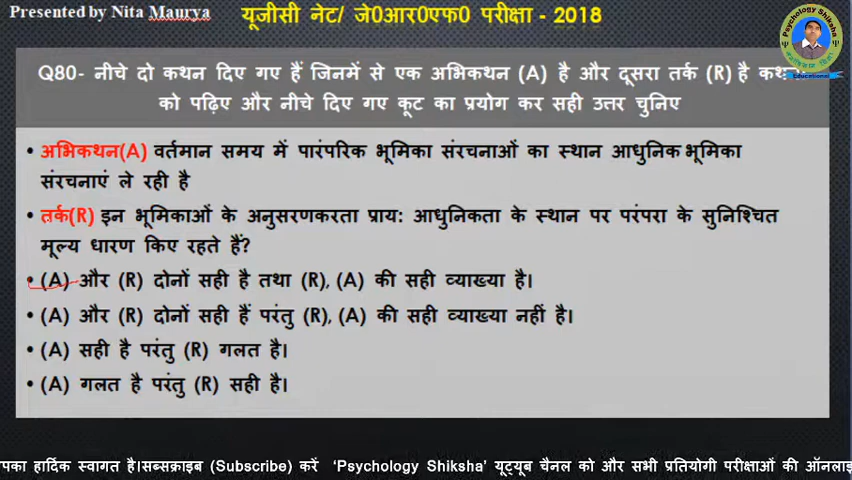 Presented by Nita Maurya
यूजीसी नेट/ जे0आर0एफ0 परीक्षा - 2018
Psychology Shiksha
Educational
Q80- नीचे दो कथन दिए गए हैं जिनमें से एक अभिकथन (A) है और दूसरा तर्क (R) है
को पढ़िए और नीचे दिए गए कूट का प्रयोग कर सही उत्तर चुनिए
• अभिकथन(A) वर्तमान समय में पारंपरिक भूमिका संरचनाओं का स्थान आधुनिक भूमिका
संरचनाएं ले रही है
• तर्क(R) इन भूमिकाओं के अनुसरणकरता प्राय: आधुनिकता के स्थान पर परंपरा के सुनिश्चित
मूल्य धारण किए रहते हैं?
• (A) और (R) दोनों सही है तथा (R), (A) की सही व्याख्या है।
• (A) और (R) दोनों सही हैं परंतु (R), (A) की सही व्याख्या नहीं है।
• (A) सही है परंतु (R) गलत है।
• (A) गलत है परंतु (R) सही है।
पका हार्दिक स्वागत है।सब्सक्राइब (Subscribe) करें ‘Psychology Shiksha’ यूट्यूब चैनल को और सभी प्रतियोगी परीक्षाओं की ऑनलाइ